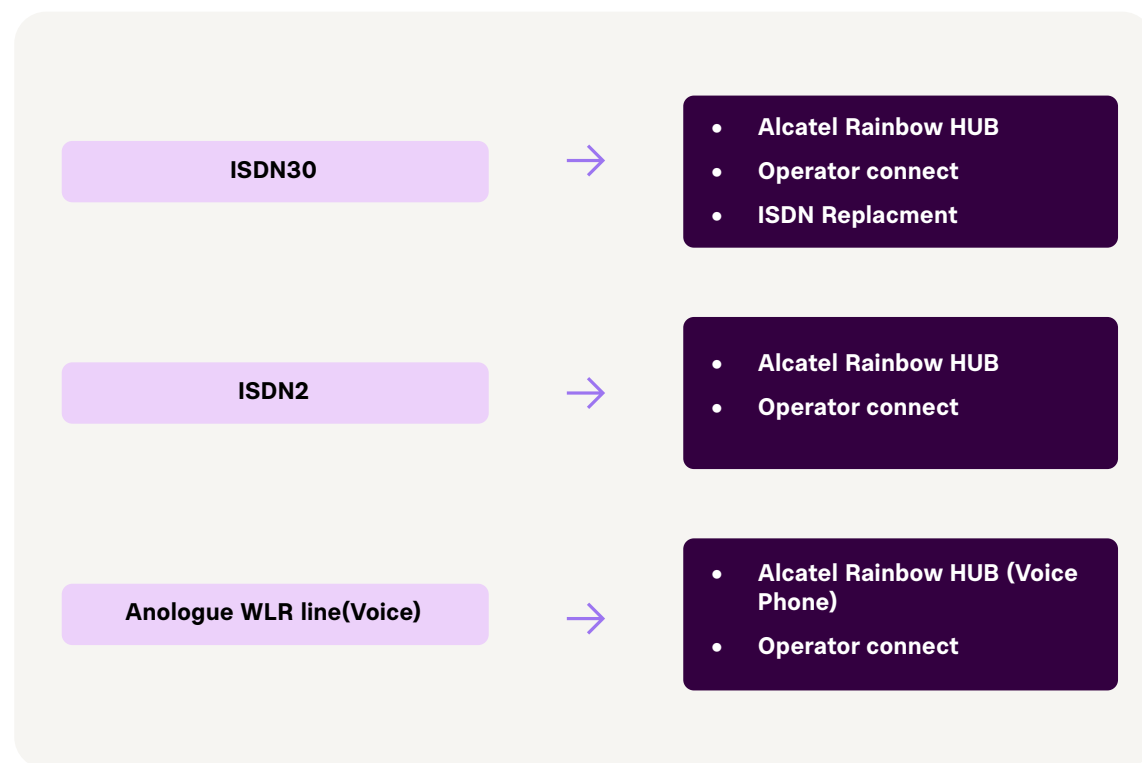 ISDN30
• Alcatel Rainbow HUB
• Operator connect
• ISDN Replacment
ISDN2
• Alcatel Rainbow HUB
• Operator connect
Anologue WLR line(Voice)
• Alcatel Rainbow HUB (Voice
Phone)
• Operator connect